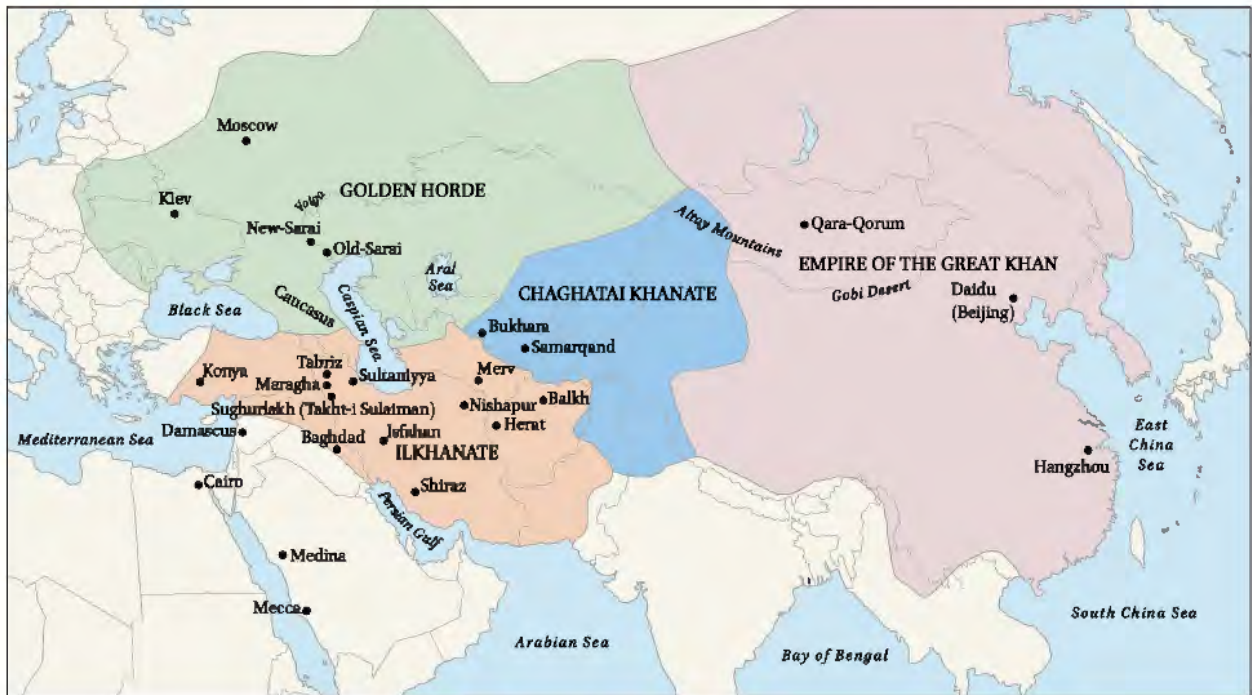 Moscow
Kiev
Volga
GOLDEN HORDE
New-Sarai
Old-Sarai
Aral
Sea
Altay Mountains
Qara-Qorum
EMPIRE OF THE GREAT KHAN
Gobi Desert
Daidu
(Beijing)
CHAGHATAI KHANATE
Black Sea
Caucasus
Caspian Sea
Bukhara
Samarqand
Konya
Tabriz
Maragha
Sultaniyya
Merv
Sughurlakh (Takht-i Sulaiman)
Nishapur
Balkh
Herat
Mediterranean Sea
Damascus
Baghdad
Isfahan
ILKHANATE
East
China
Sea
Hangzhou
Cairo
Shiraz
Persian Gulf
Medina
Mecca
Arabian Sea
Bay of Bengal
South China Sea